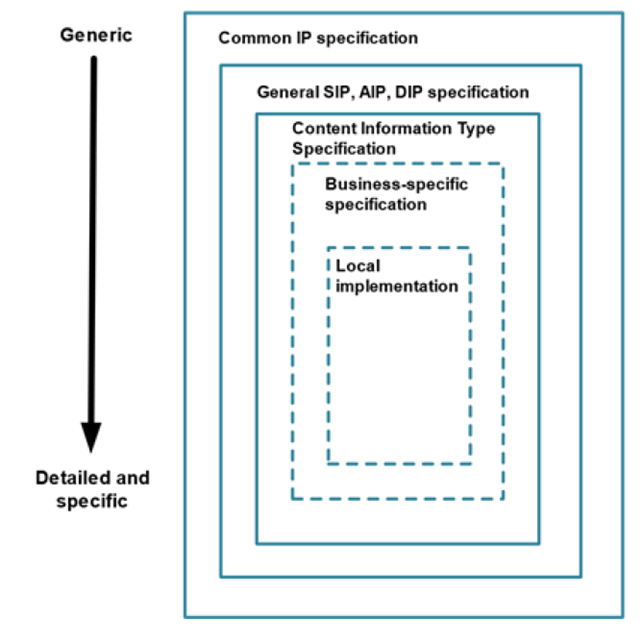 Generic
Common IP specification
General SIP, AIP, DIP specification
Content Information Type
Specification
Business-specific
specification
Local
implementation
Detailed and
specific